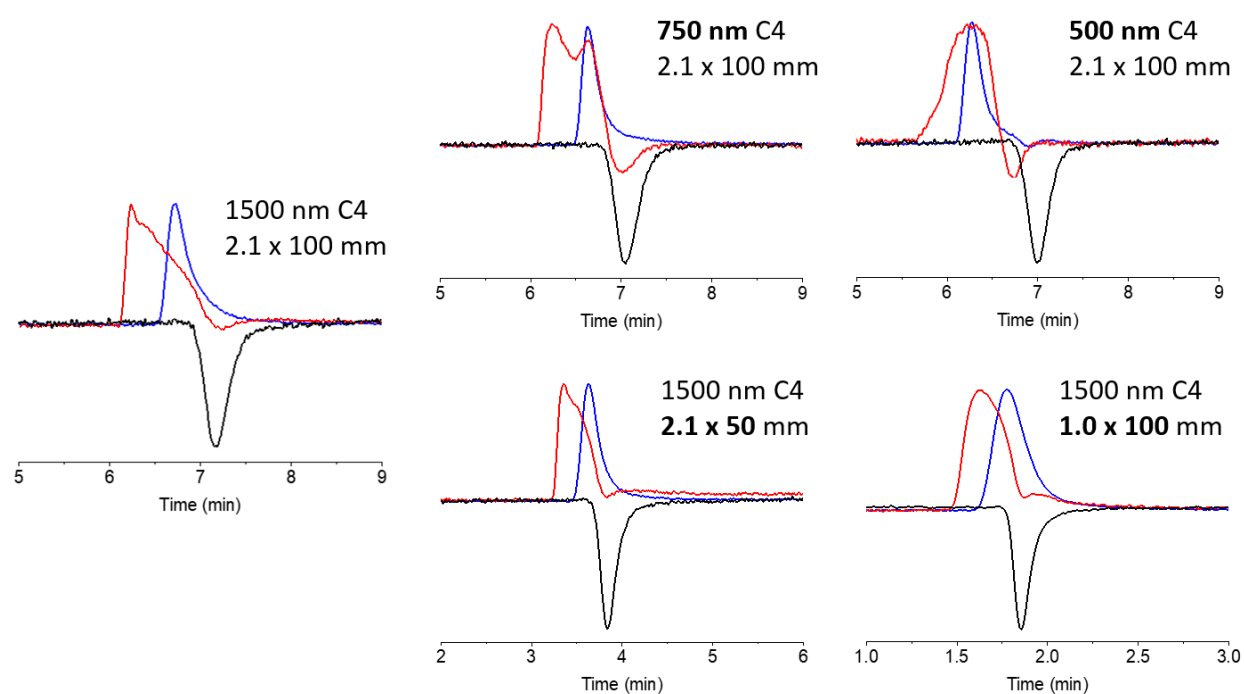 750 nm C4
2.1 x 100 mm
5 6 7 8 9
Time (min)
500 nm C4
2.1 x 100 mm
5 6 7 8 9
Time (min)
1500 nm C4
2.1 x 100 mm
5 6 7 8 9
Time (min)
1500 nm C4
2.1 x 50 mm
2 3 4 5 6
Time (min)
1500 nm C4
1.0 x 100 mm
1.0 1.5 2.0 2.5 3.0
Time (min)